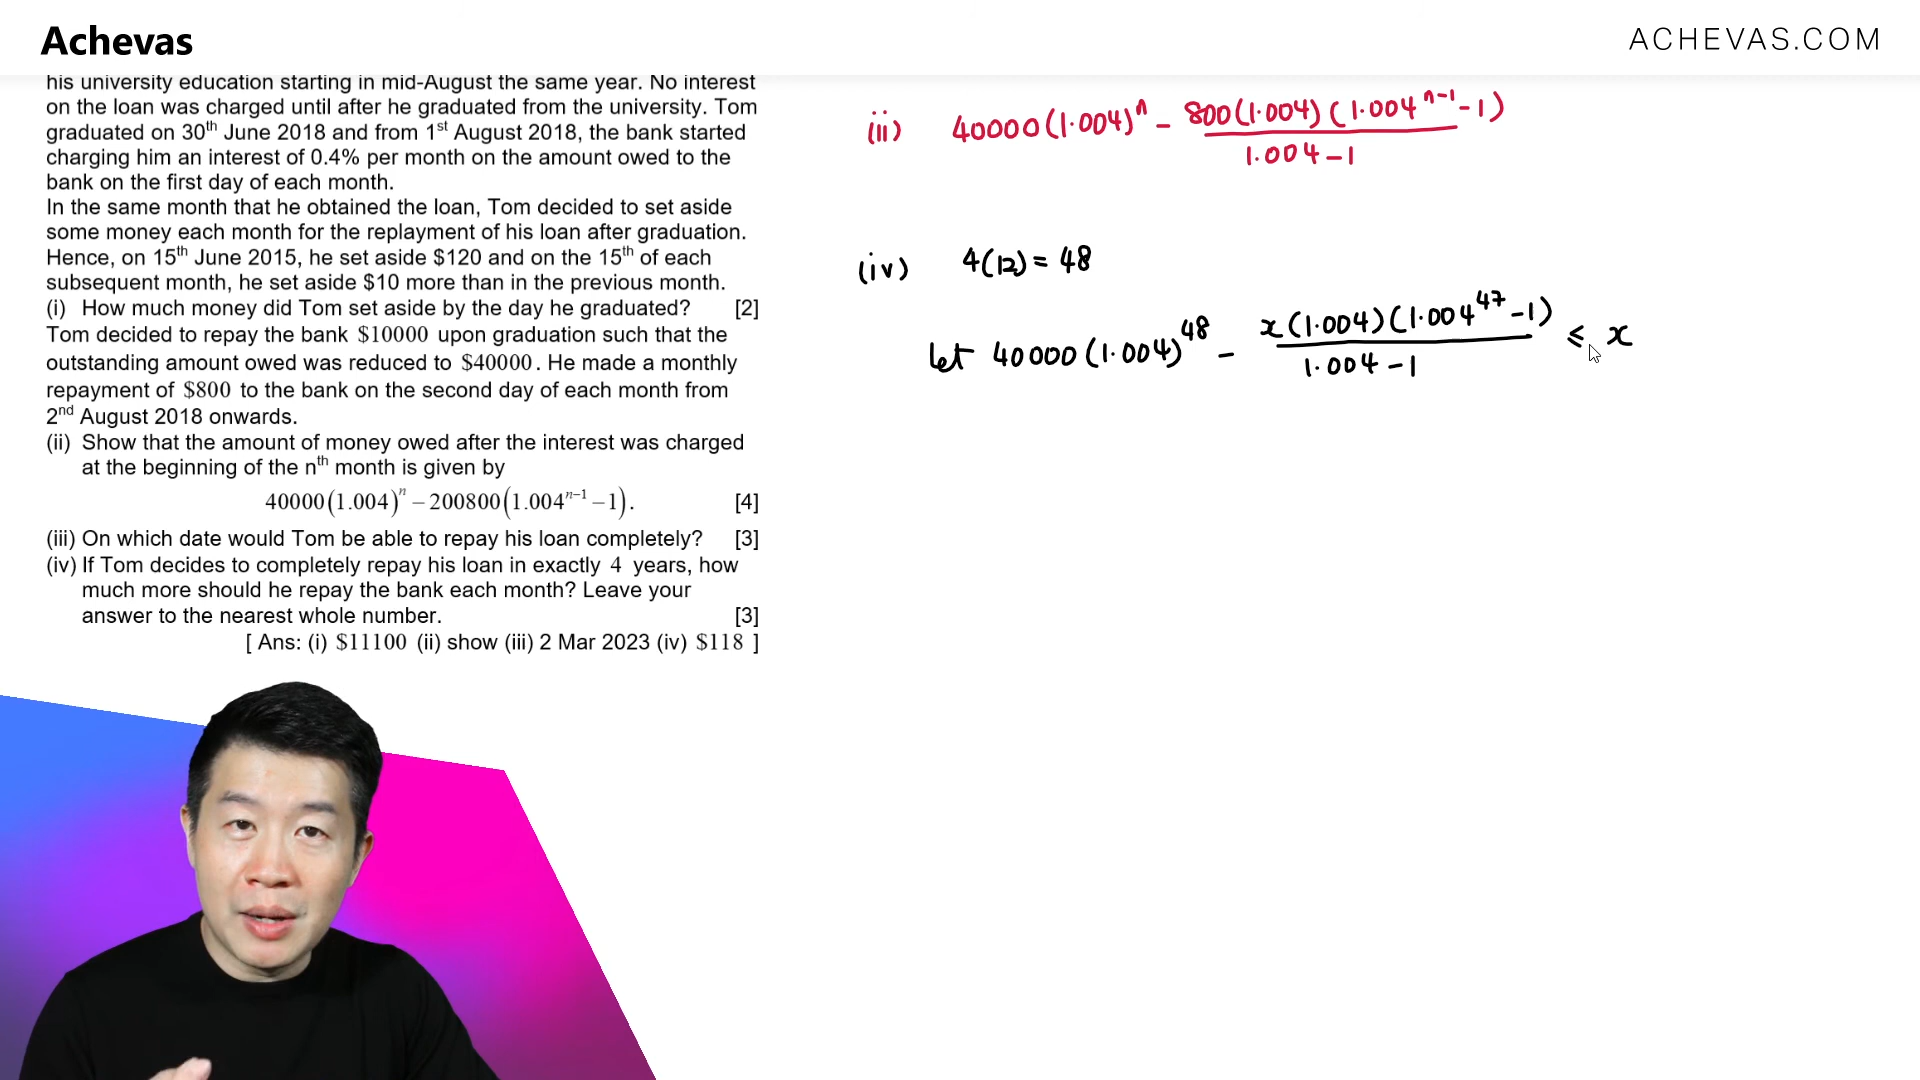 Achevas
ACHEVAS.COM
his university education starting in mid-August the same year. No interest
on the loan was charged until after he graduated from the university. Tom
graduated on 30th June 2018 and from 1st August 2018, the bank started
charging him an interest of 0.4% per month on the amount owed to the
bank on the first day of each month.
In the same month that he obtained the loan, Tom decided to set aside
some money each month for the replayment of his loan after graduation.
Hence, on 15th June 2015, he set aside $120 and on the 15th of each
subsequent month, he set aside $10 more than in the previous month.
(i) How much money did Tom set aside by the day he graduated? [2]
Tom decided to repay the bank $10000 upon graduation such that the
outstanding amount owed was reduced to $40000. He made a monthly
repayment of $800 to the bank on the second day of each month from
2nd August 2018 onwards.
(ii) Show that the amount of money owed after the interest was charged
at the beginning of the nth month is given by
40000(1.004)^n – 200800(1.004^n–1 – 1). [4]
(iii) On which date would Tom be able to repay his loan completely? [3]
(iv) If Tom decides to completely repay his loan in exactly 4 years, how
much more should he repay the bank each month? Leave your
answer to the nearest whole number. [3]
[ Ans: (i) $11100 (ii) show (iii) 2 Mar 2023 (iv) $118 ]
(ii) 40000(1.004)^n – 800(1.004)(1.004^n-1 -1)
1.004 – 1
(iv) 4(12) = 48
let 40000(1.004)^48 – x(1.004)(1.004^47 -1) ≤ x
1.004 – 1